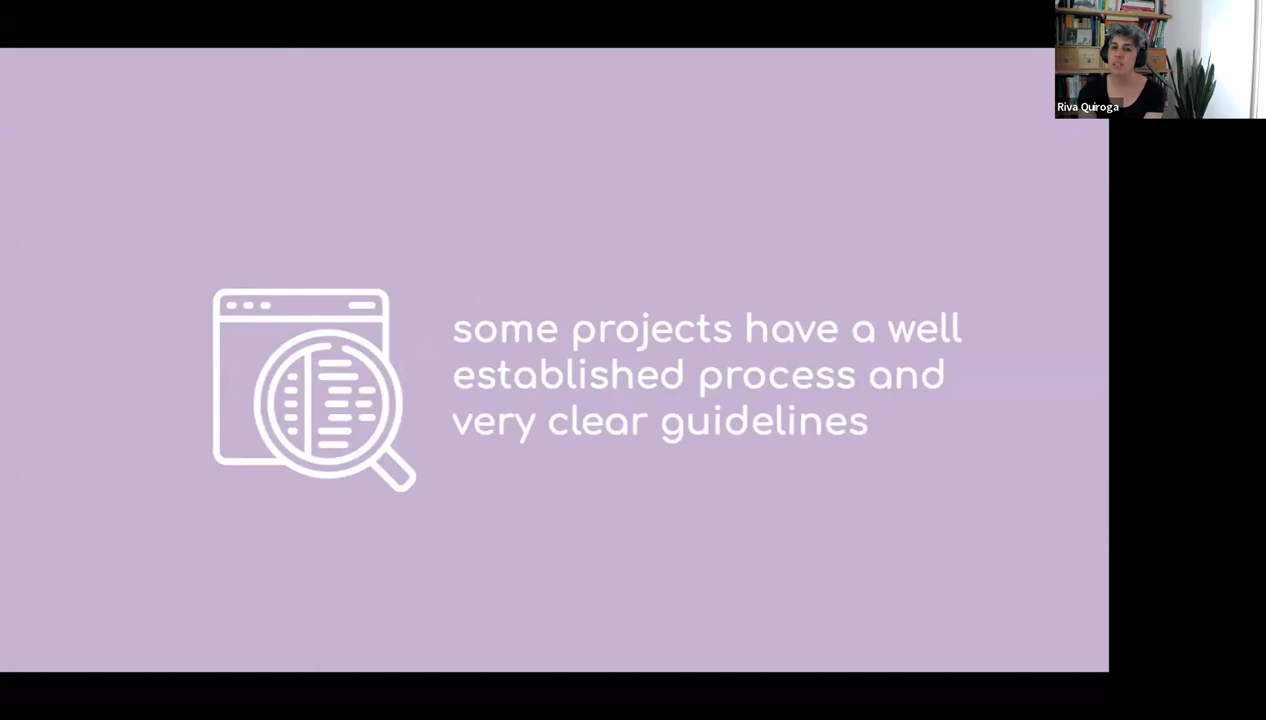 Riva Quiroga
some projects have a well
established process and
very clear guidelines